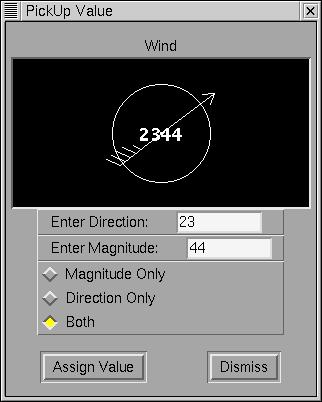 PickUp Value
Wind
2344
Enter Direction: 23
Enter Magnitude: 44
Magnitude Only
Direction Only
Both
Assign Value Dismiss